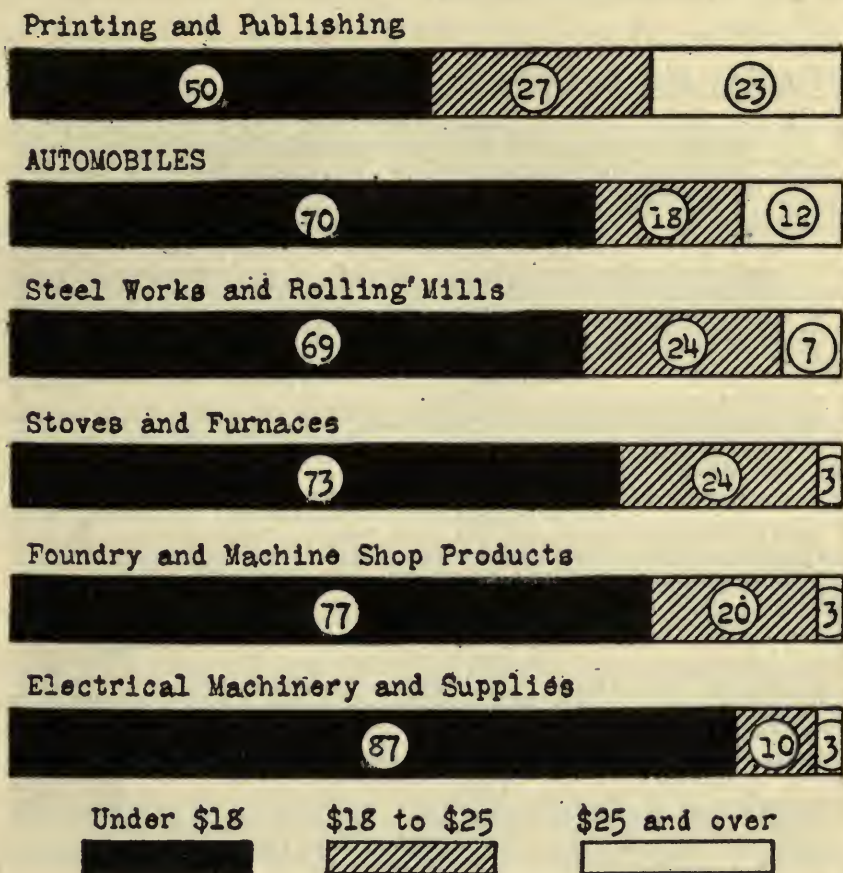 Printing and Publishing
50 27 23
AUTOMOBILES
70 18 12
Steel Works and Rolling Mills
69 24 7
Stoves and Furnaces
73 24 3
Foundry and Machine Shop Products
77 20 3
Electrical Machinery and Supplies
87 10 3
Under $18 $18 to $25 $25 and over